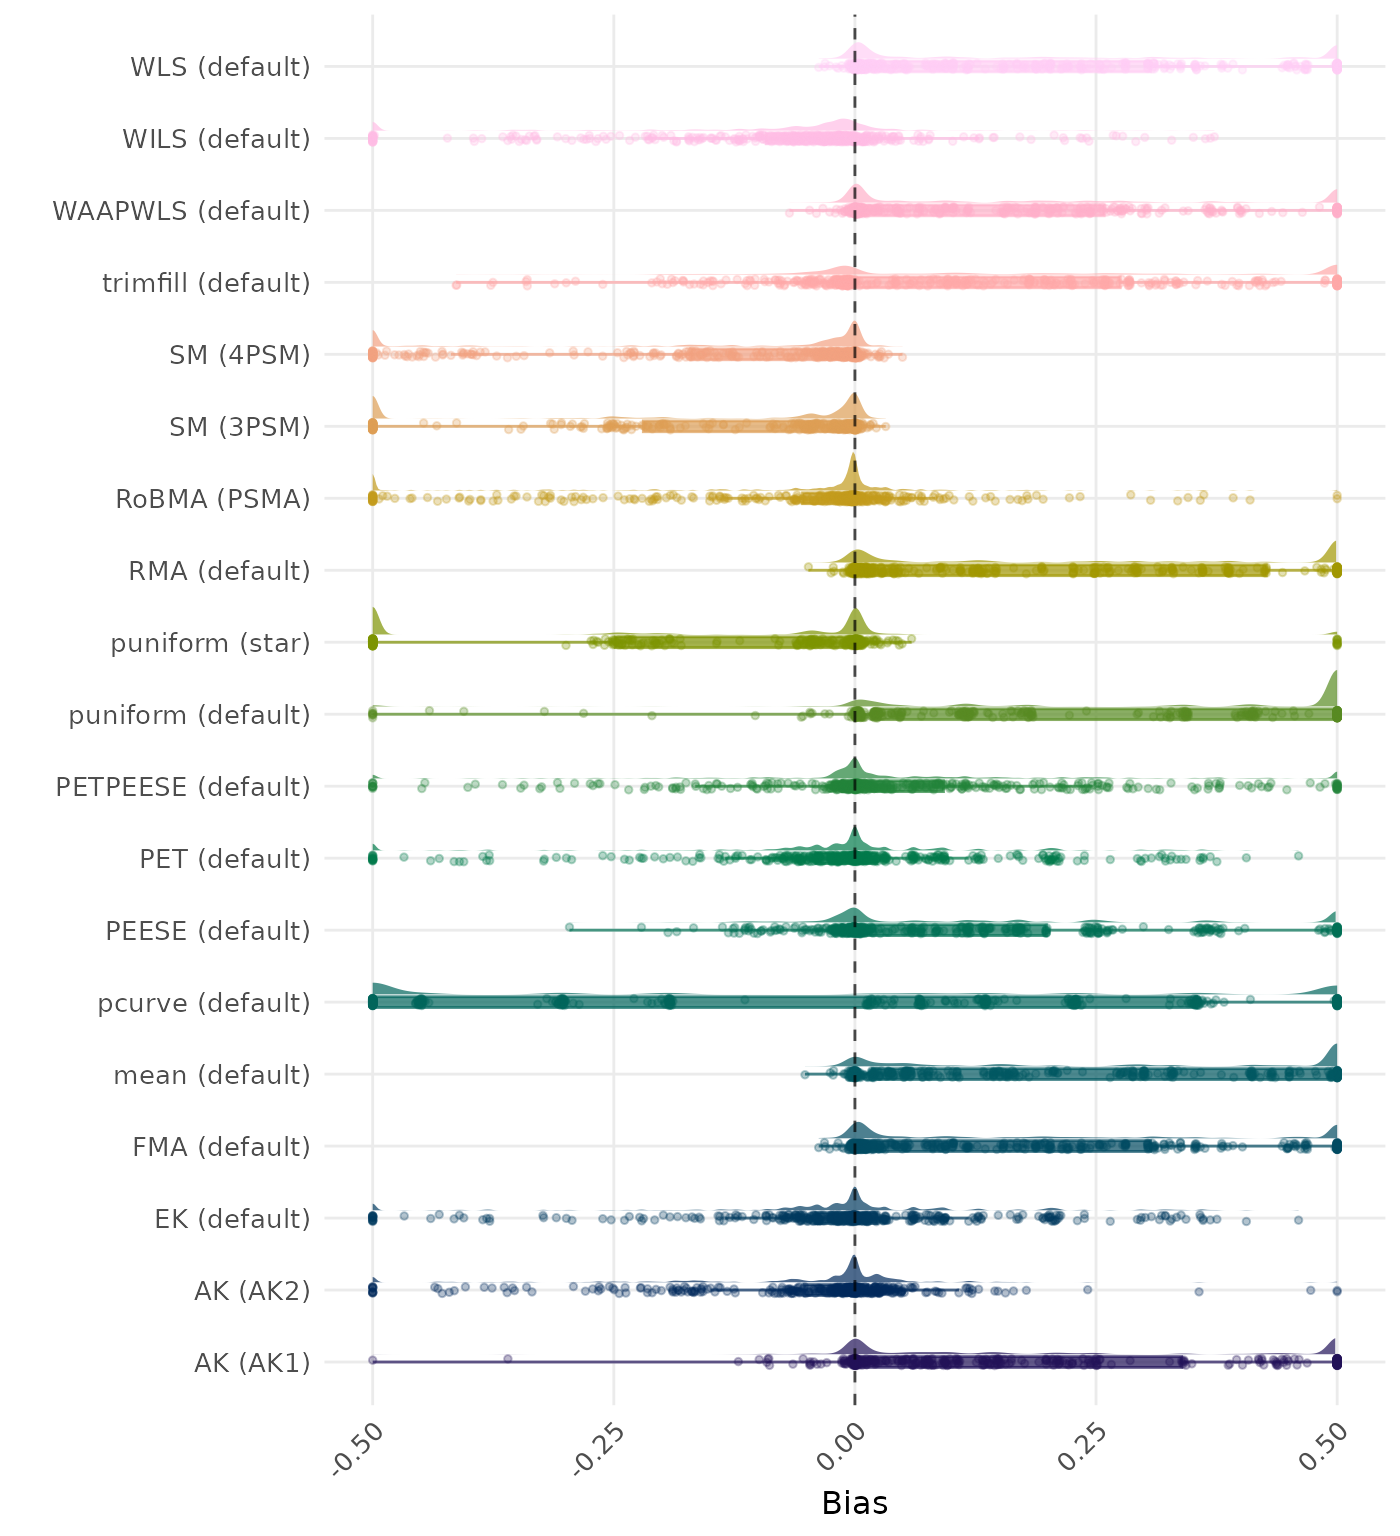 WLS (default)
WILS (default)
WAAPWLS (default)
trimfill (default)
SM (4PSM)
SM (3PSM)
RoBMA (PSMA)
RMA (default)
puniform (star)
puniform (default)
PETPEESE (default)
PET (default)
PEESE (default)
pcurve (default)
mean (default)
FMA (default)
EK (default)
AK (AK2)
AK (AK1)
-0.50
-0.25
0.00
0.25
0.50
Bias